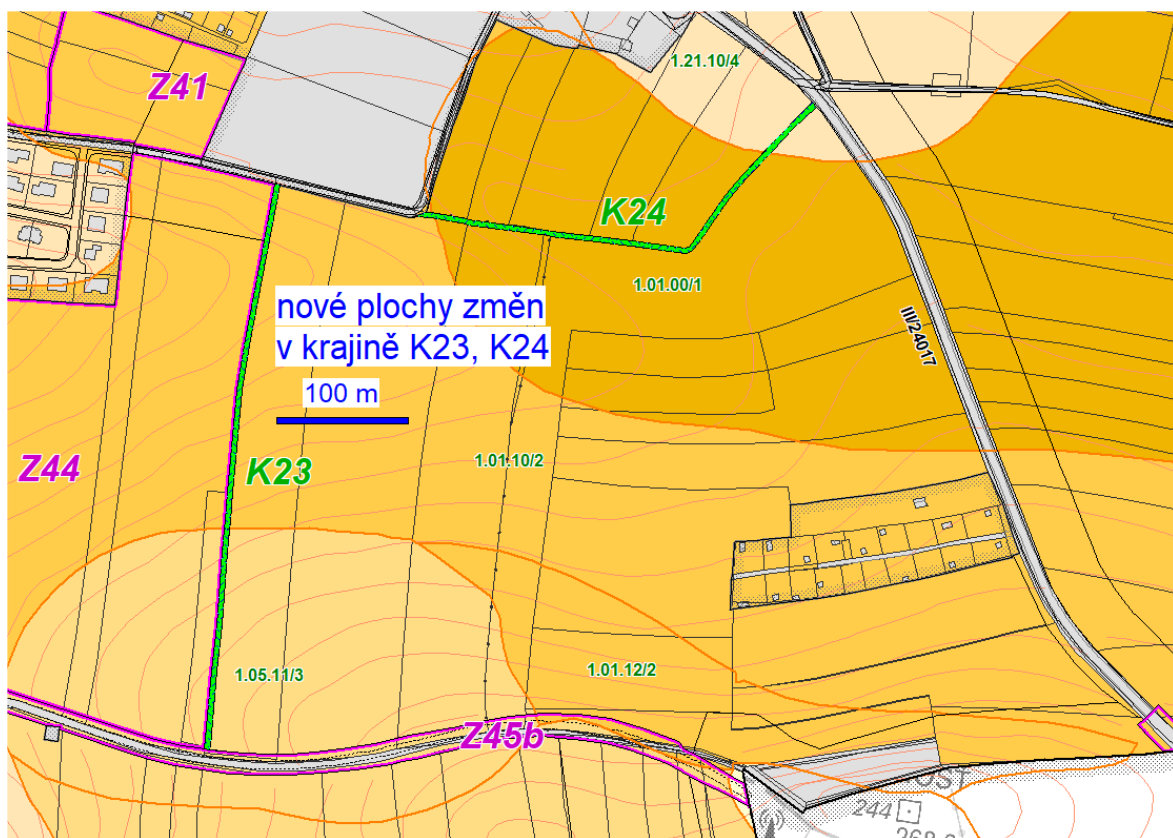 1.21.10/4
Z41
K24
1.01.00/1
nové plochy změn
v krajině K23, K24
100 m
III/24017
Z44
K23
1.01.10/2
1.05.11/3
1.01.12/2
Z45b
244